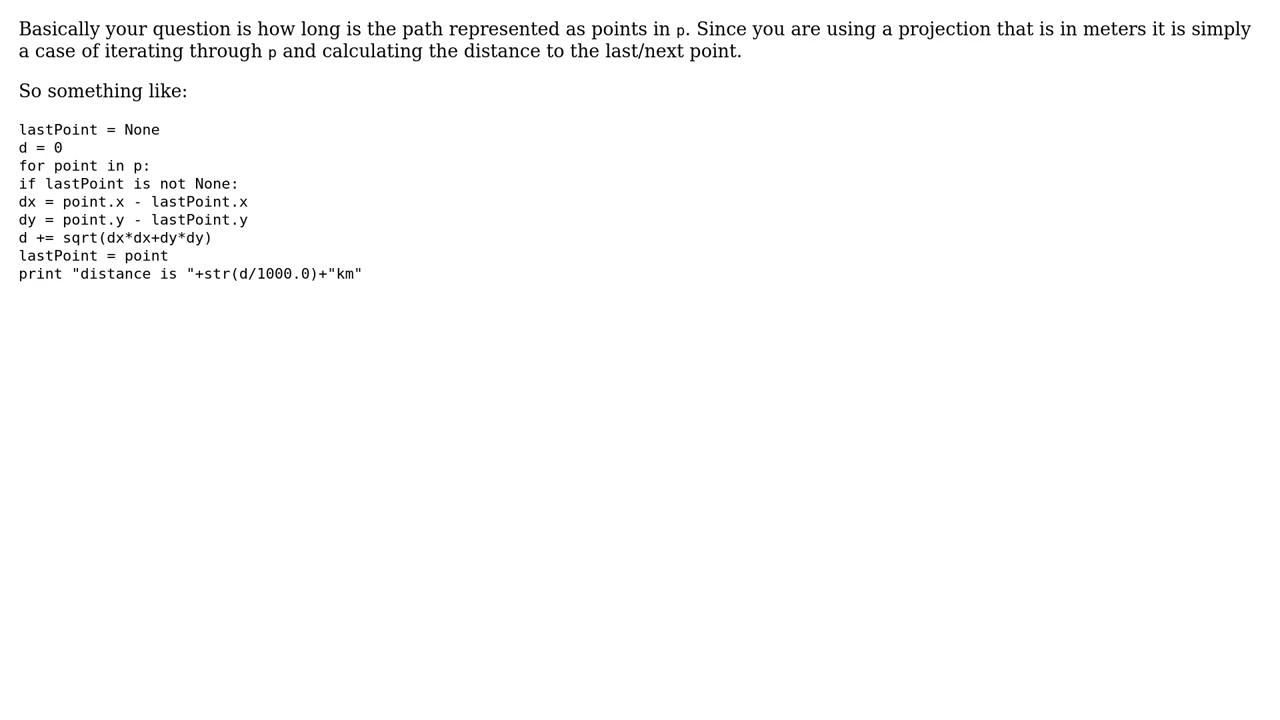 Basically your question is how long is the path represented as points in p. Since you are using a projection that is in meters it is simply
a case of iterating through p and calculating the distance to the last/next point.
So something like:
lastPoint = None
d = 0
for point in p:
if lastPoint is not None:
dx = point.x - lastPoint.x
dy = point.y - lastPoint.y
d += sqrt(dx*dx+dy*dy)
lastPoint = point
print "distance is "+str(d/1000.0)+"km"